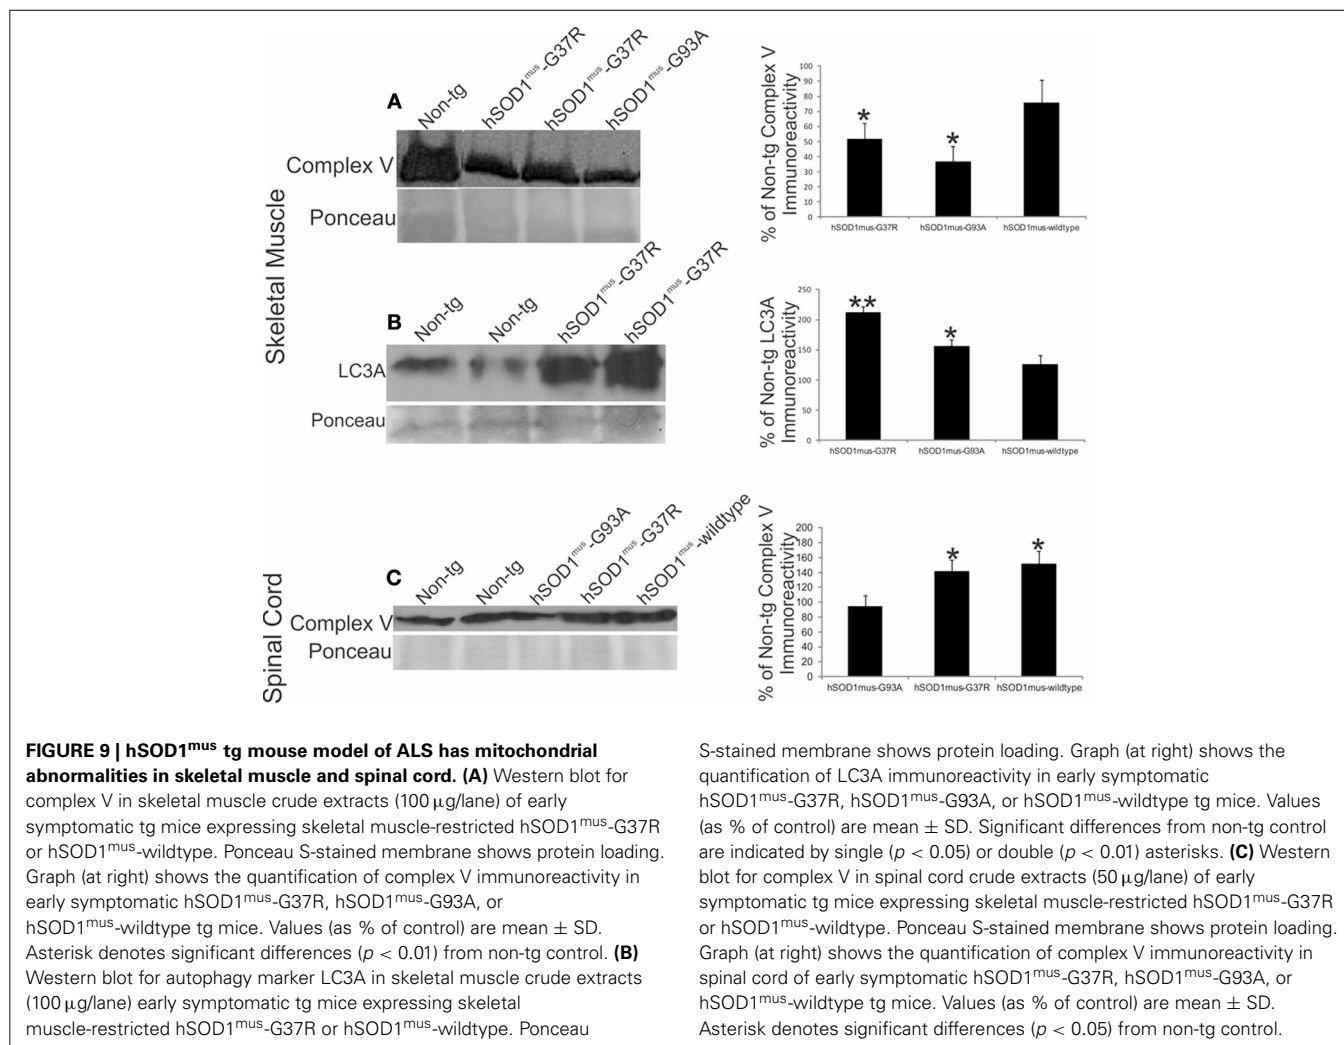 Skeletal Muscle
A
Non-tg
hSOD1mus-G37R
hSOD1mus-G37R
hSOD1mus-G93A
Complex V
Ponceau
% of Non-tg Complex V
Immunoreactivity
100
90
80
70
60
50
40
30
20
10
0
*
*
hSOD1mus-G37R
hSOD1mus-G93A
hSOD1mus-wildtype
B
Non-tg
Non-tg
hSOD1mus-G37R
hSOD1mus-G37R
LC3A
Ponceau
% of Non-tg LC3A
Immunoreactivity
250
200
150
100
50
0
**
*
hSOD1mus-G37R
hSOD1mus-G93A
hSOD1mus-wildtype
Spinal Cord
C
Non-tg
Non-tg
hSOD1mus-G93A
hSOD1mus-G37R
hSOD1mus-wildtype
Complex V
Ponceau
% of Non-tg Complex V
Immunoreactivity
200
180
160
140
120
100
80
60
40
20
0
*
*
hSOD1mus-G93A
hSOD1mus-G37R
hSOD1mus-wildtype
FIGURE 9 | hSOD1mus tg mouse model of ALS has mitochondrial
abnormalities in skeletal muscle and spinal cord. (A) Western blot for
complex V in skeletal muscle crude extracts (100 µg/lane) of early
symptomatic tg mice expressing skeletal muscle-restricted hSOD1mus-G37R
or hSOD1mus-wildtype. Ponceau S-stained membrane shows protein loading.
Graph (at right) shows the quantification of complex V immunoreactivity in
early symptomatic hSOD1mus-G37R, hSOD1mus-G93A, or
hSOD1mus-wildtype tg mice. Values (as % of control) are mean ± SD.
Asterisk denotes significant differences (p < 0.01) from non-tg control. (B)
Western blot for autophagy marker LC3A in skeletal muscle crude extracts
(100 µg/lane) early symptomatic tg mice expressing skeletal
muscle-restricted hSOD1mus-G37R or hSOD1mus-wildtype. Ponceau
S-stained membrane shows protein loading. Graph (at right) shows the
quantification of LC3A immunoreactivity in early symptomatic
hSOD1mus-G37R, hSOD1mus-G93A, or hSOD1mus-wildtype tg mice. Values
(as % of control) are mean ± SD. Significant differences from non-tg control
are indicated by single (p < 0.05) or double (p < 0.01) asterisks. (C) Western
blot for complex V in spinal cord crude extracts (50 µg/lane) of early
symptomatic tg mice expressing skeletal muscle-restricted hSOD1mus-G37R
or hSOD1mus-wildtype. Ponceau S-stained membrane shows protein loading.
Graph (at right) shows the quantification of complex V immunoreactivity in
spinal cord of early symptomatic hSOD1mus-G37R, hSOD1mus-G93A, or
hSOD1mus-wildtype tg mice. Values (as % of control) are mean ± SD.
Asterisk denotes significant differences (p < 0.05) from non-tg control.